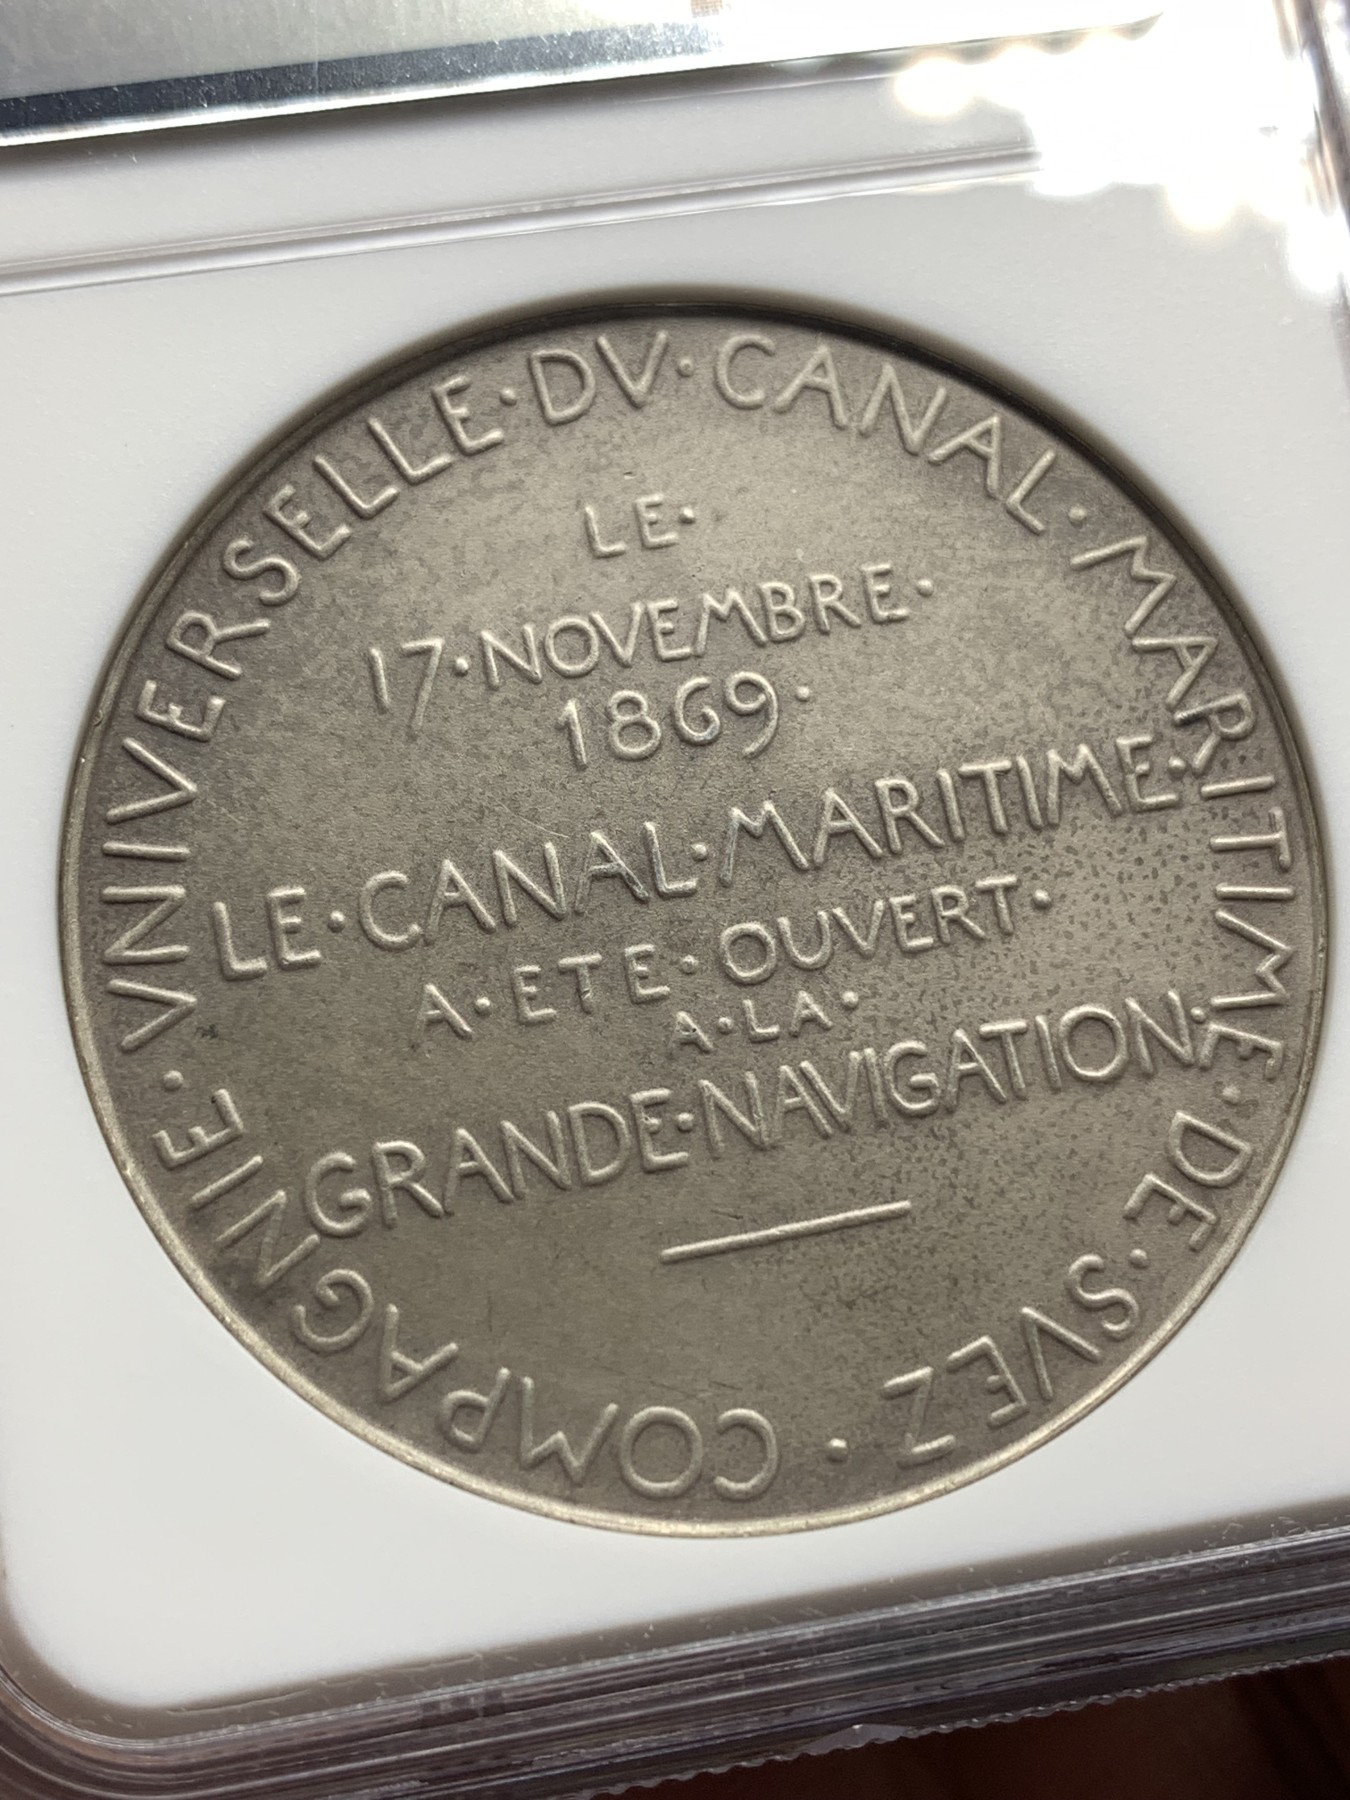 COMPAGNIE · VNIVERSELLE · DV · CANAL · MARITIME · DE · SVEZ ·
LE ·
17 · NOVEMBRE ·
1869 ·
LE · CANAL · MARITIME ·
A · ETE · OUVERT ·
A · LA ·
GRANDE · NAVIGATION ·